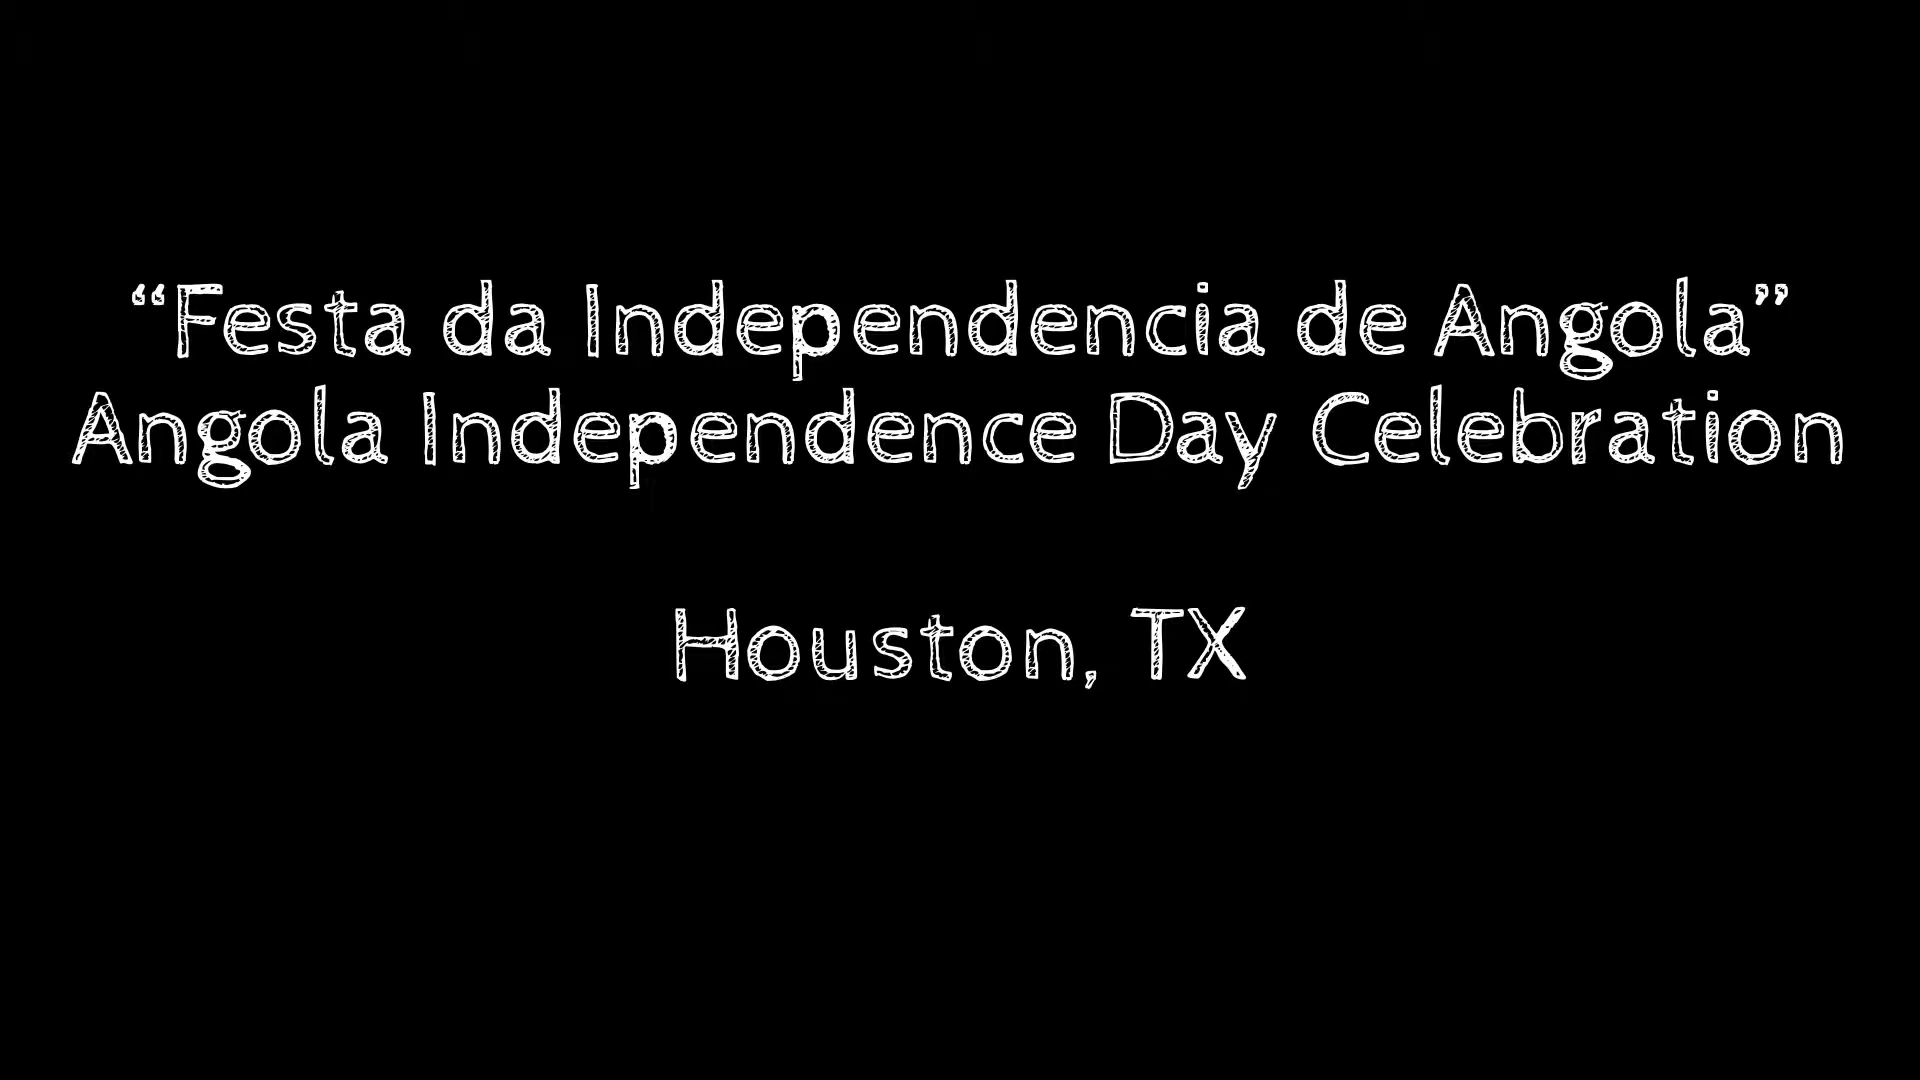 “Festa da Independencia de Angola”
Angola Independence Day Celebration
Houston, TX